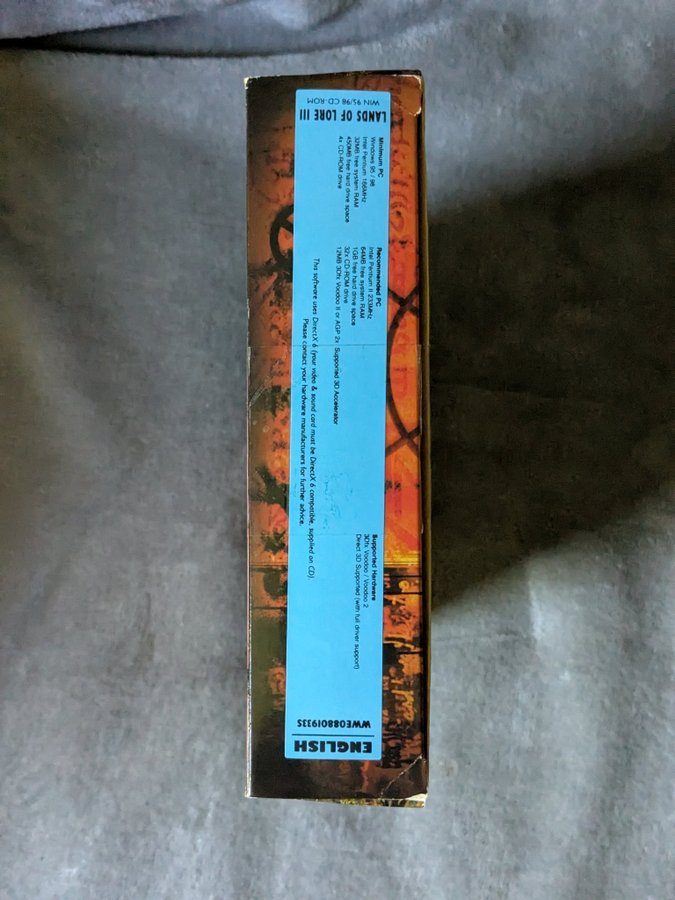 LANDS OF LORE III
WIN 95/98 CD-ROM
Minimum PC
Windows 95 / 98
Intel Pentium 166MHz
32MB free system RAM
450MB free hard drive space
4x CD-ROM drive
Recommended PC
Intel Pentium II 233MHz
64MB free system RAM
1GB free hard drive space
32x CD-ROM drive
12MB 3Dfx Voodoo II or AGP 2x Supported 3D Accelerator
Supported Hardware
3Dfx Voodoo / Voodoo 2
Direct 3D Supported (with full driver support)
This software uses DirectX 6 (your video & sound card must be DirectX 6 compatible, supplied on CD).
Please contact your hardware manufacturers for further advice.
WWE08801933S
ENGLISH